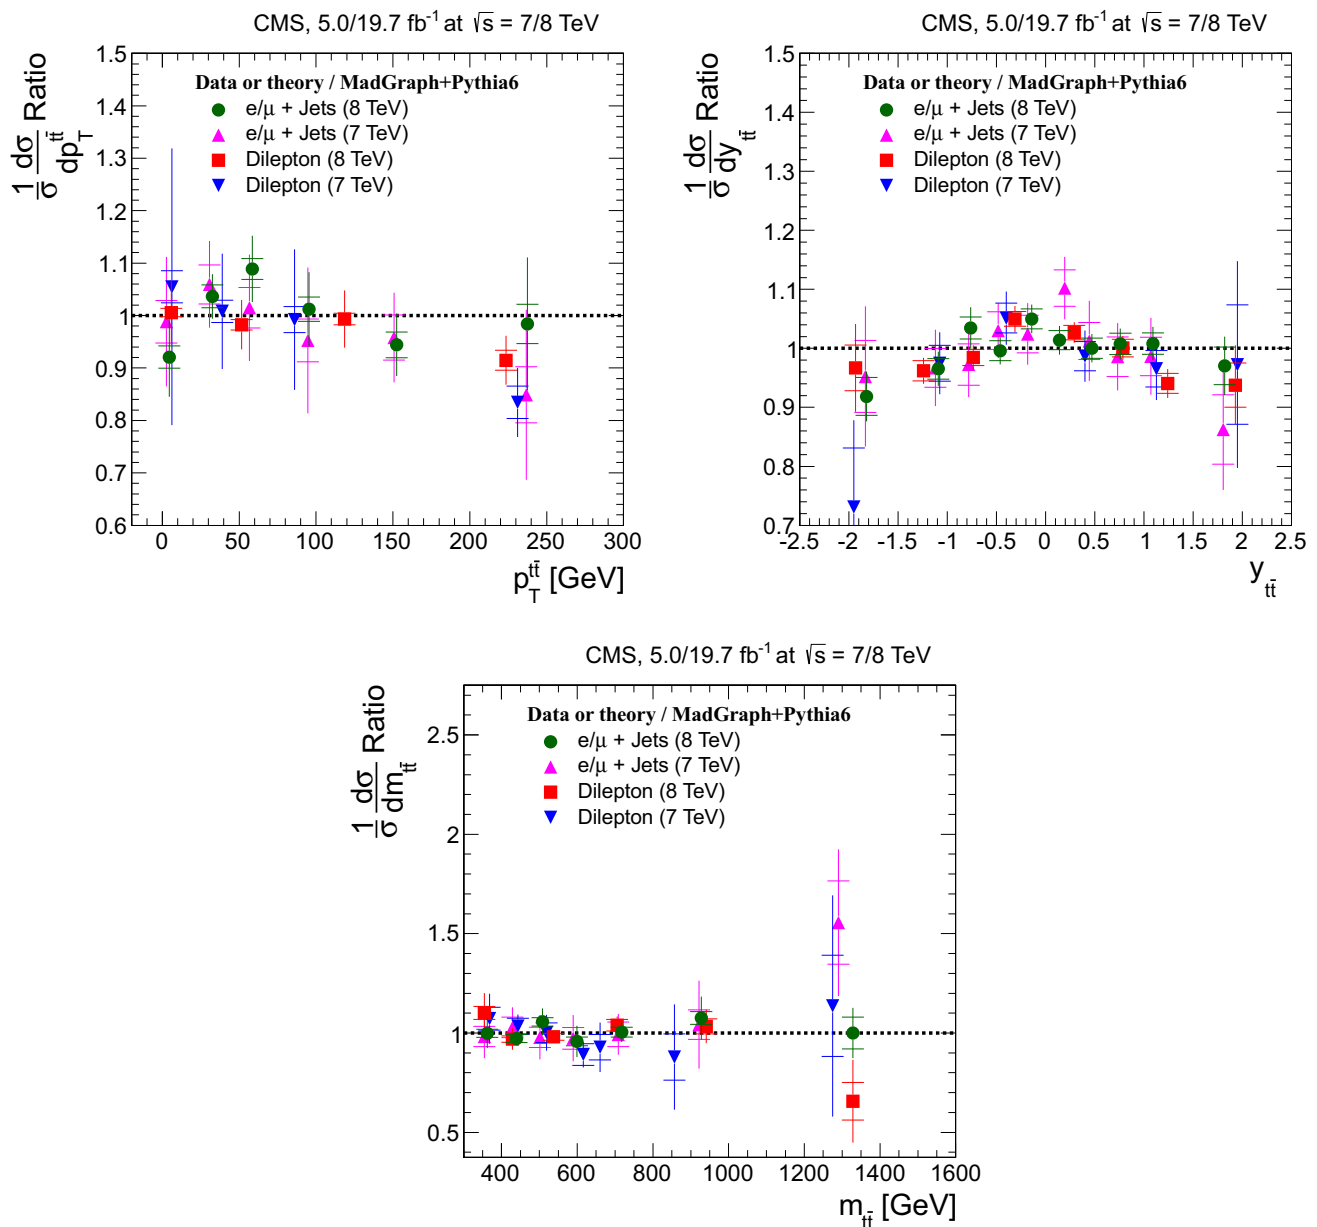 CMS, 5.0/19.7 fb⁻¹ at √s = 7/8 TeV
1/σ dσ/dp_T^{tt̄} Ratio
1.5
1.4
1.3
1.2
1.1
1
0.9
0.8
0.7
0.6
Data or theory / MadGraph+Pythia6
e/μ + Jets (8 TeV)
e/μ + Jets (7 TeV)
Dilepton (8 TeV)
Dilepton (7 TeV)
0 50 100 150 200 250 300
p_T^{tt̄} [GeV]
CMS, 5.0/19.7 fb⁻¹ at √s = 7/8 TeV
1/σ dσ/dy_{tt̄} Ratio
1.5
1.4
1.3
1.2
1.1
1
0.9
0.8
0.7
Data or theory / MadGraph+Pythia6
e/μ + Jets (8 TeV)
e/μ + Jets (7 TeV)
Dilepton (8 TeV)
Dilepton (7 TeV)
-2.5 -2 -1.5 -1 -0.5 0 0.5 1 1.5 2 2.5
y_{tt̄}
CMS, 5.0/19.7 fb⁻¹ at √s = 7/8 TeV
1/σ dσ/dm_{tt̄} Ratio
2.5
2
1.5
1
0.5
Data or theory / MadGraph+Pythia6
e/μ + Jets (8 TeV)
e/μ + Jets (7 TeV)
Dilepton (8 TeV)
Dilepton (7 TeV)
400 600 800 1000 1200 1400 1600
m_{tt̄} [GeV]